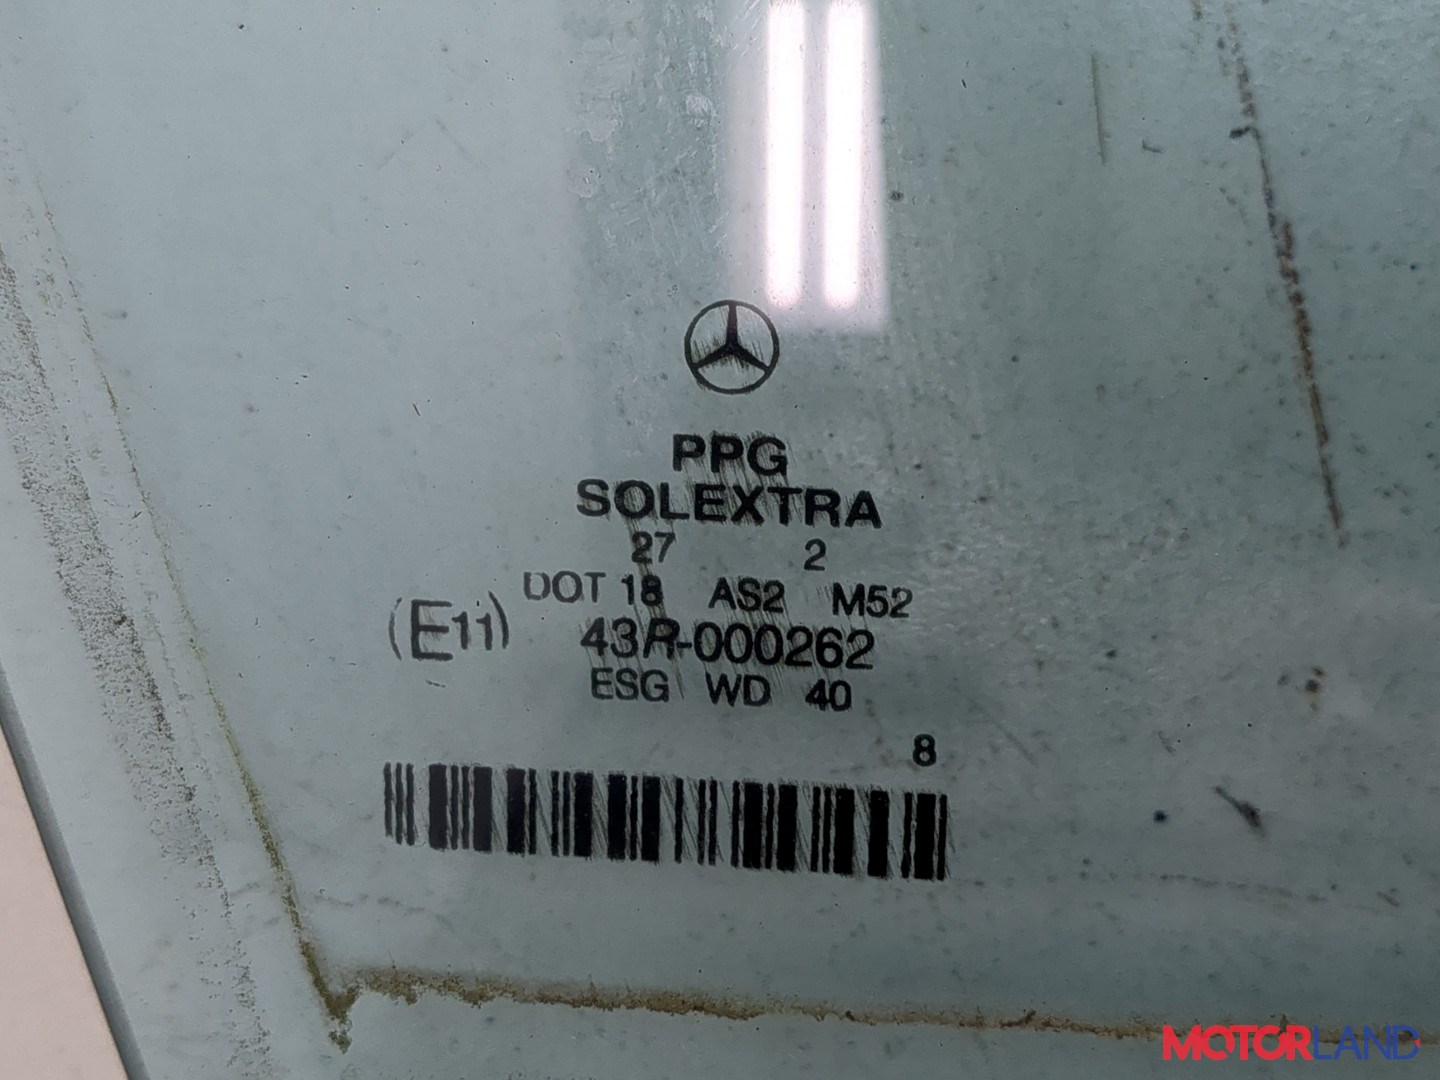 PPG
SOLEXTRA
27 2
DOT 18 AS2 M52
(E11) 43R-000262
ESG WD 40
8
MOTORLAND